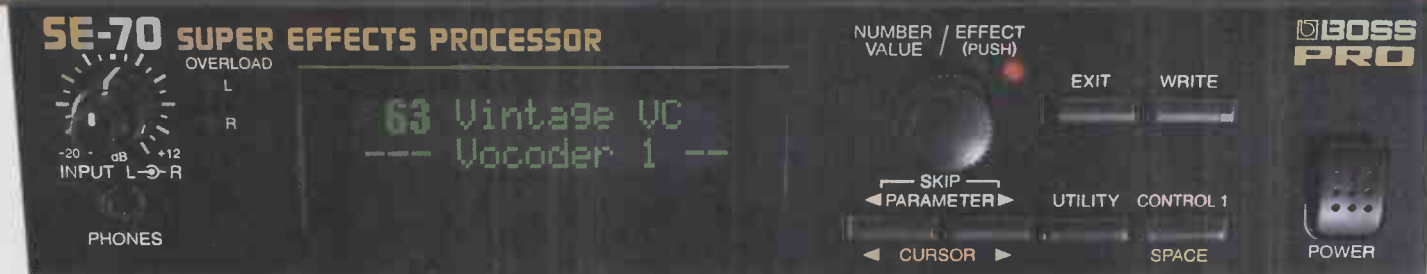 SE-70 SUPER EFFECTS PROCESSOR
OVERLOAD
L
R
-20 - dB +12
INPUT L R
PHONES
63 Vintage VC
--- Vocoder 1 --
NUMBER / EFFECT
VALUE / (PUSH)
EXIT
WRITE
SKIP
◀PARAMETER▶
◀ CURSOR ▶
UTILITY
CONTROL 1
SPACE
BOSS
PRO
POWER